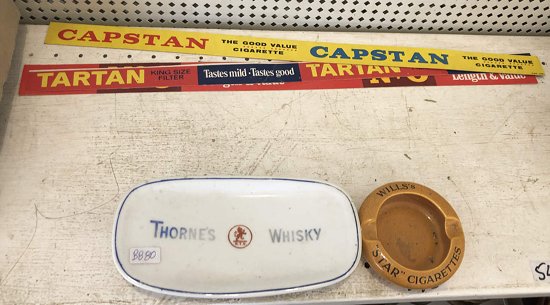 CAPSTAN THE GOOD VALUE CIGARETTE CAPSTAN THE GOOD VALUE CIGARETTE
TARTAN KING SIZE FILTER Tastes mild · Tastes good TARTAN
Length & Value
THORNE'S WHISKY
BB80
WILLS's
"STAR" CIGARETTES